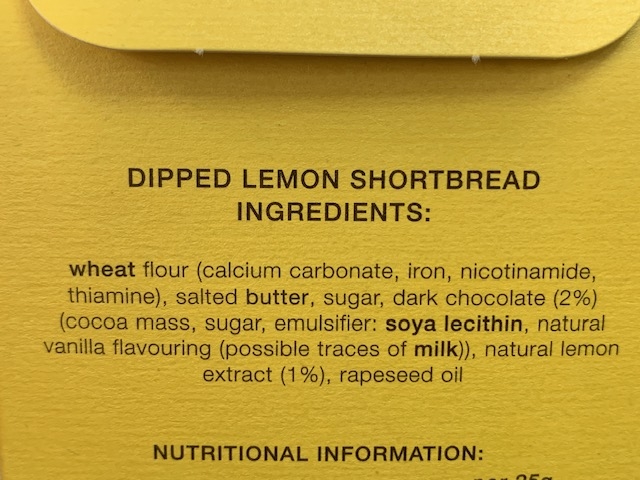 DIPPED LEMON SHORTBREAD
INGREDIENTS:
wheat flour (calcium carbonate, iron, nicotinamide,
thiamine), salted butter, sugar, dark chocolate (2%)
(cocoa mass, sugar, emulsifier: soya lecithin, natural
vanilla flavouring (possible traces of milk)), natural lemon
extract (1%), rapeseed oil
NUTRITIONAL INFORMATION: